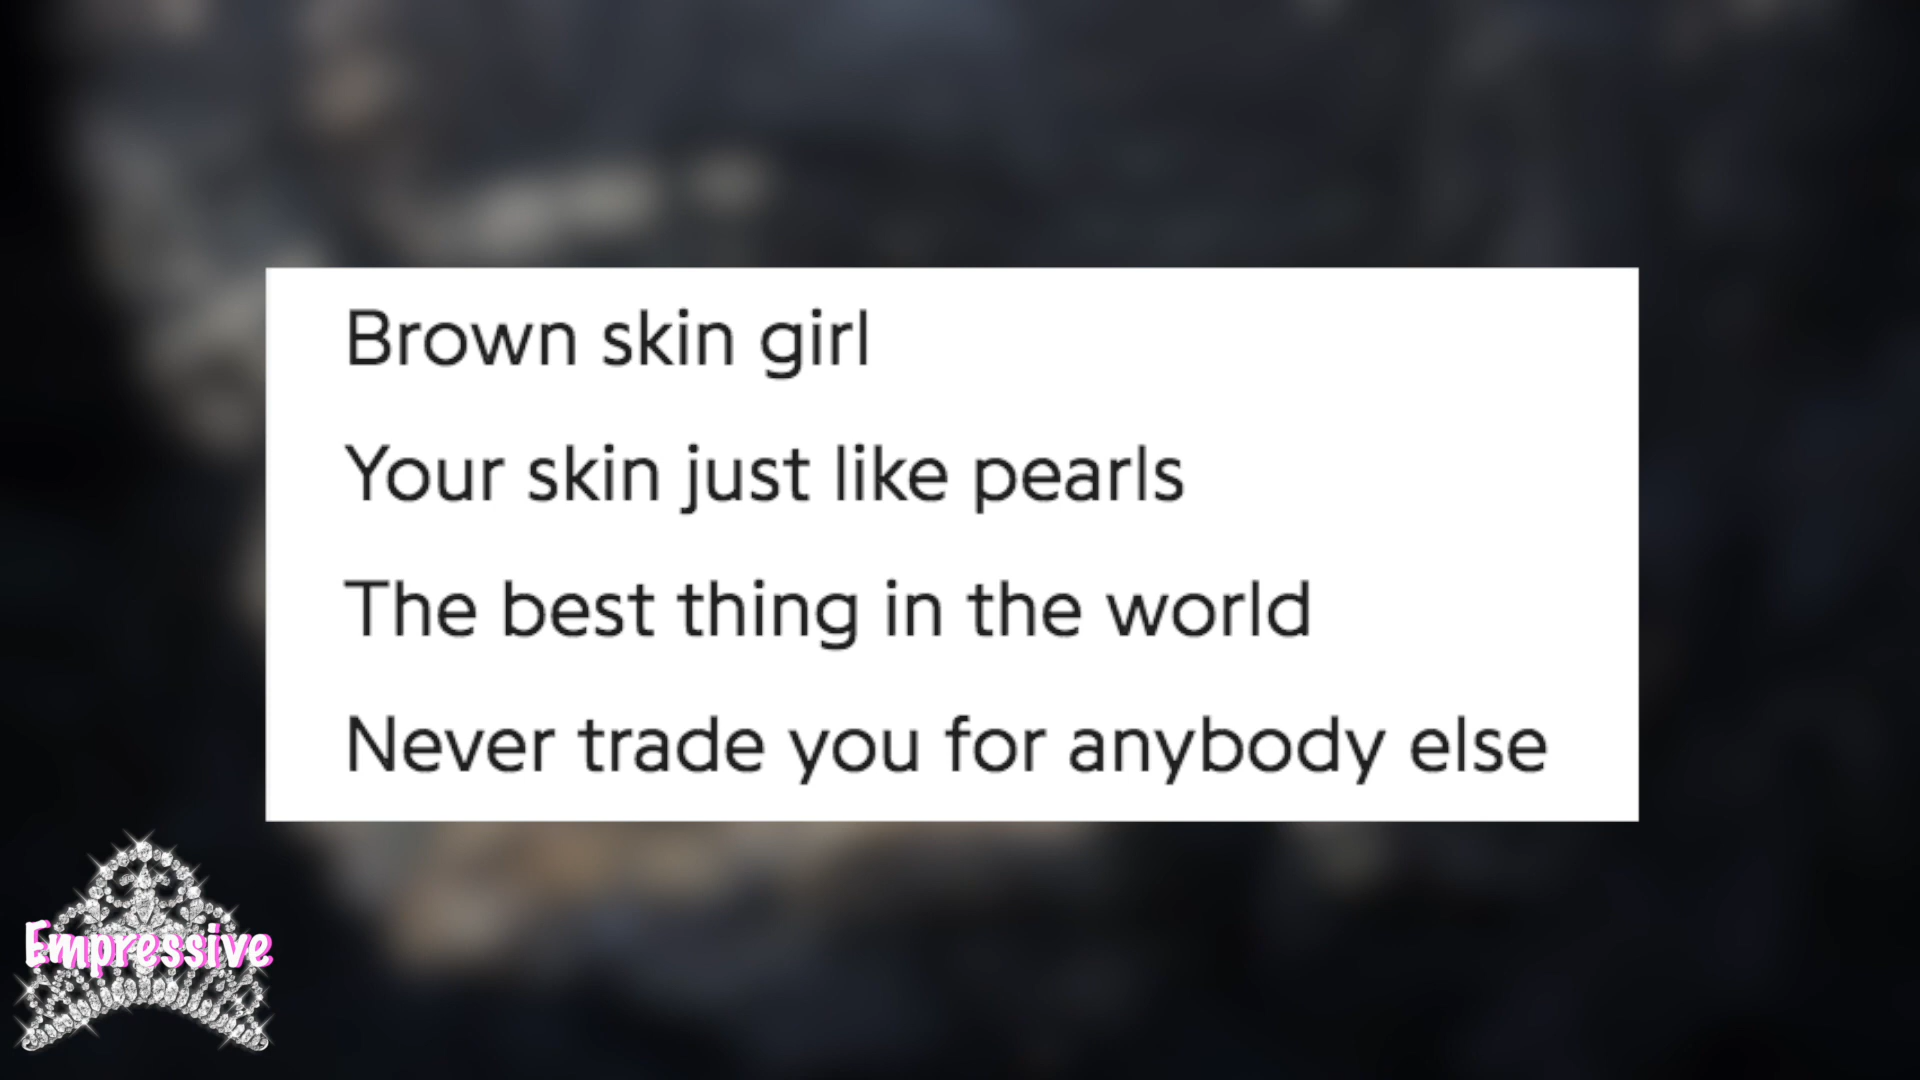 Brown skin girl
Your skin just like pearls
The best thing in the world
Never trade you for anybody else
Empressive